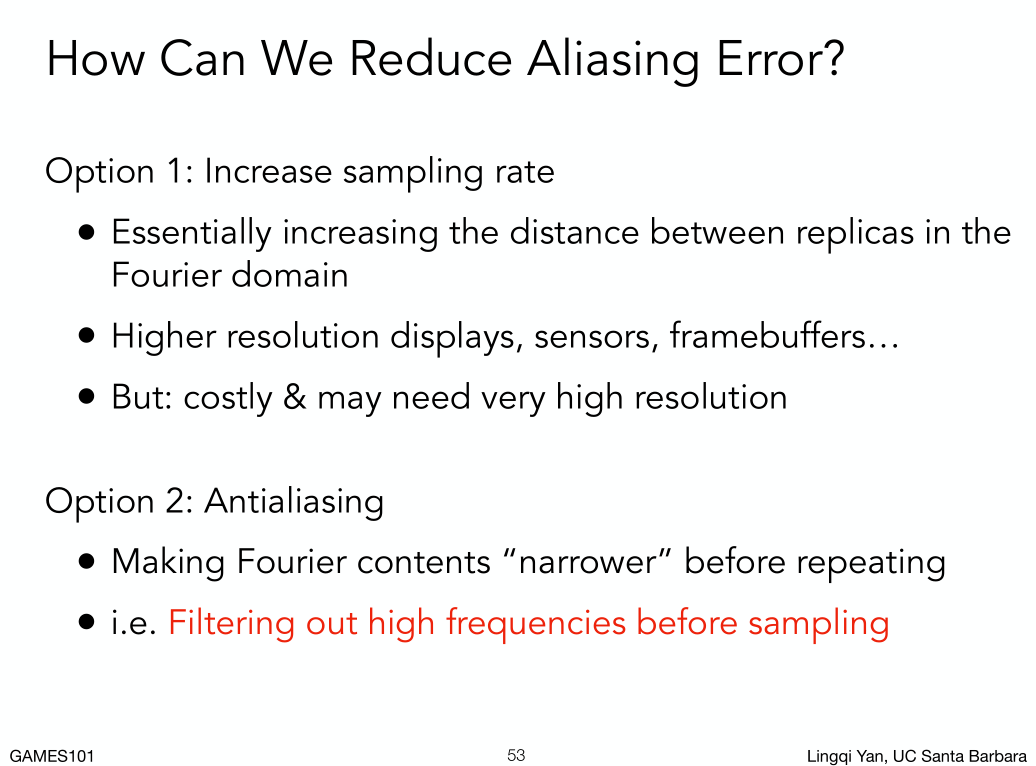 How Can We Reduce Aliasing Error?
Option 1: Increase sampling rate
• Essentially increasing the distance between replicas in the
Fourier domain
• Higher resolution displays, sensors, framebuffers…
• But: costly & may need very high resolution
Option 2: Antialiasing
• Making Fourier contents “narrower” before repeating
• i.e. Filtering out high frequencies before sampling
GAMES101
53
Lingqi Yan, UC Santa Barbara